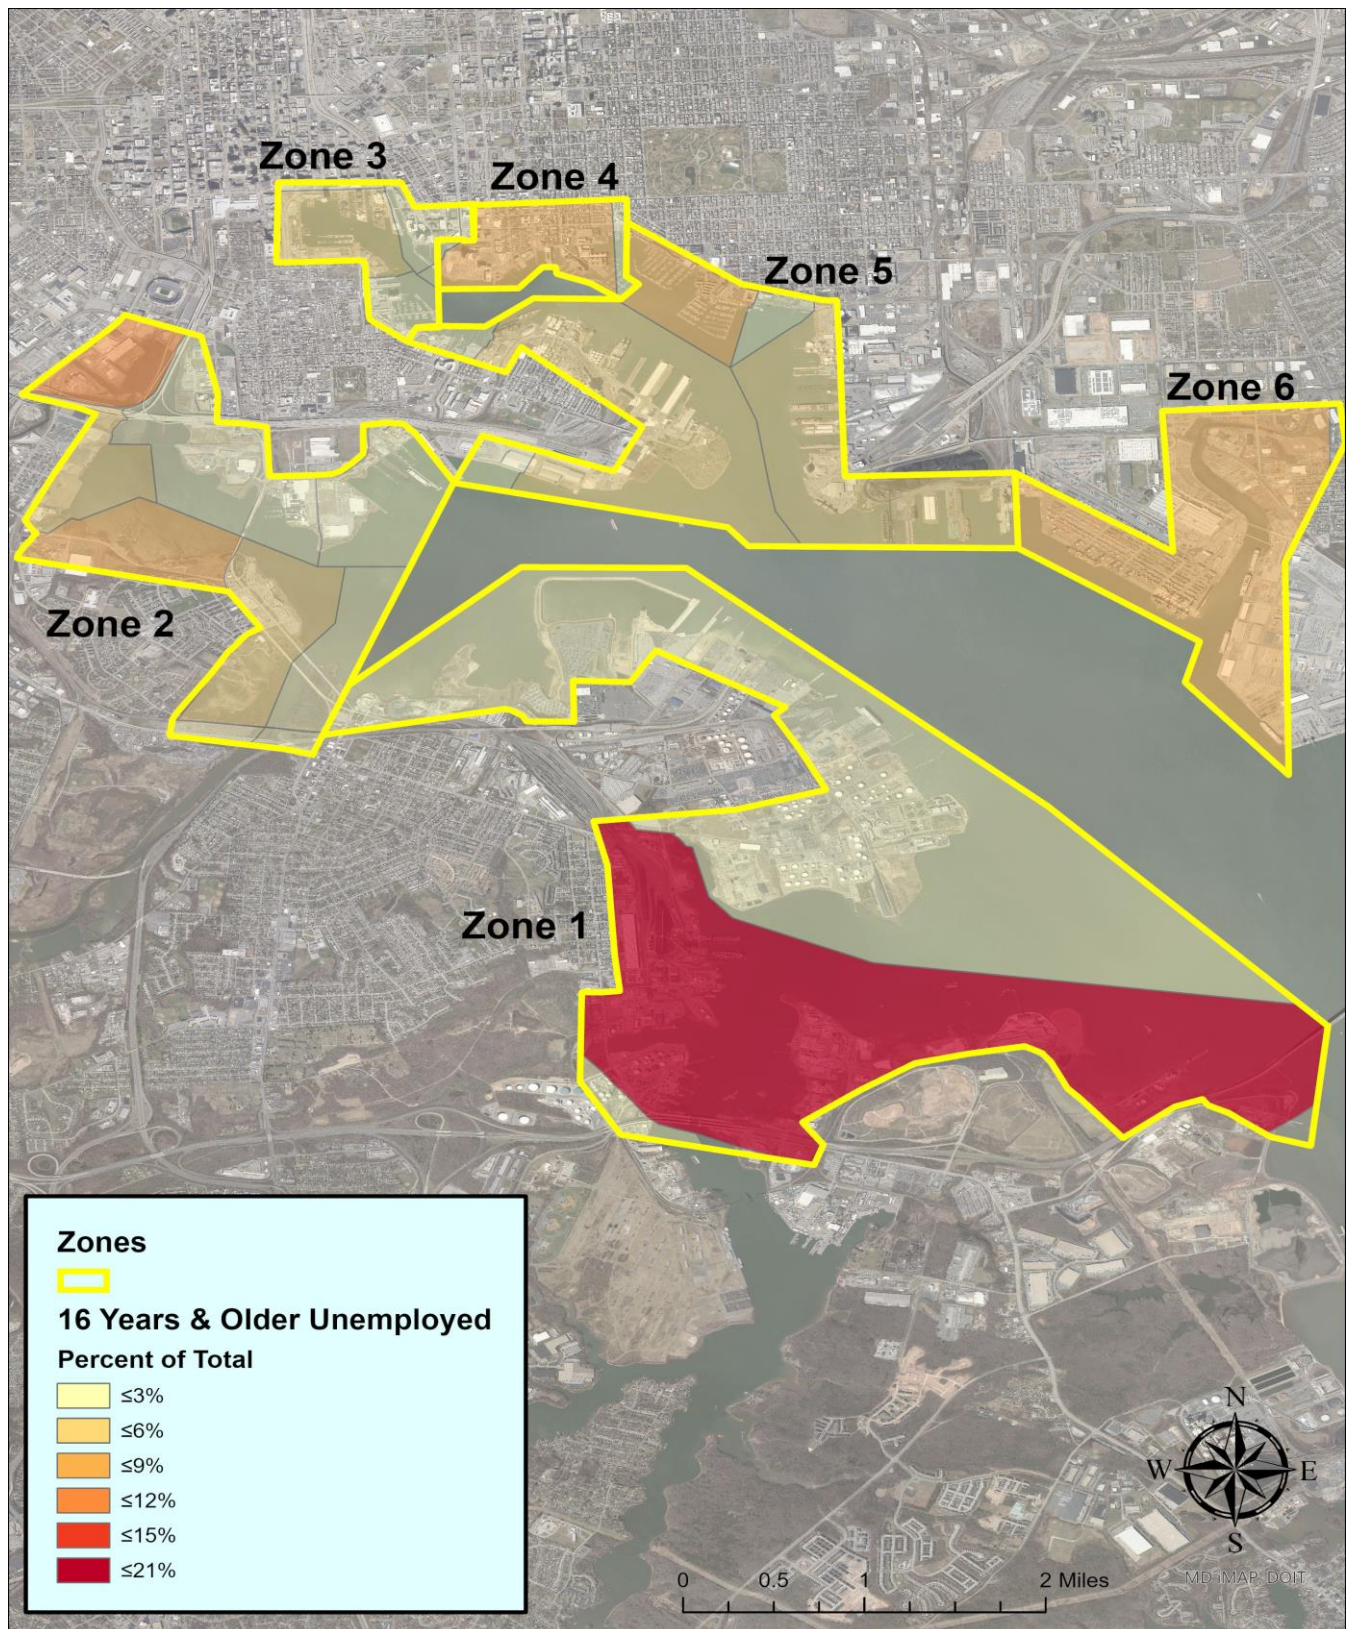 Zone 3
Zone 4
Zone 5
Zone 6
Zone 2
Zone 1
Zones
16 Years & Older Unemployed
Percent of Total
≤3%
≤6%
≤9%
≤12%
≤15%
≤21%
N
W E
S
0 0.5 1 2 Miles
MD iMAP, DOIT